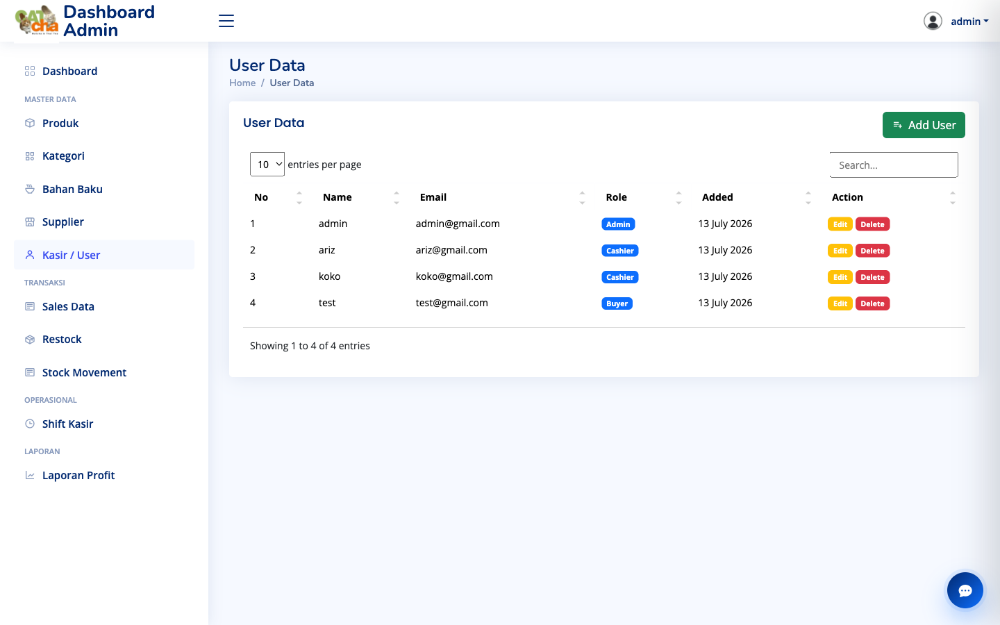 CATcha
Dashboard
Admin
admin
Dashboard
MASTER DATA
Produk
Kategori
Bahan Baku
Supplier
Kasir / User
TRANSAKSI
Sales Data
Restock
Stock Movement
OPERASIONAL
Shift Kasir
LAPORAN
Laporan Profit
User Data
Home / User Data
User Data
Add User
10 entries per page
Search...
No Name Email Role Added Action
1 admin admin@gmail.com Admin 13 July 2026 Edit Delete
2 ariz ariz@gmail.com Cashier 13 July 2026 Edit Delete
3 koko koko@gmail.com Cashier 13 July 2026 Edit Delete
4 test test@gmail.com Buyer 13 July 2026 Edit Delete
Showing 1 to 4 of 4 entries